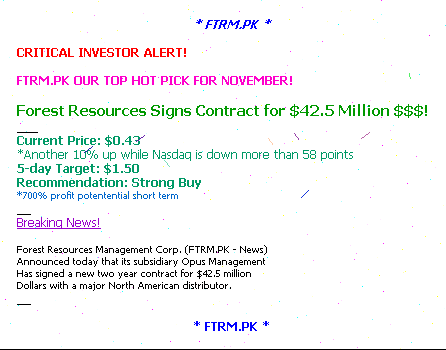 * FTRM.PK *
CRITICAL INVESTOR ALERT!
FTRM.PK OUR TOP HOT PICK FOR NOVEMBER!
Forest Resources Signs Contract for $42.5 Million $$$!
Current Price: $0.43
*Another 10% up while Nasdaq is down more than 58 points
5-day Target: $1.50
Recommendation: Strong Buy
*700% profit potentential short term
Breaking News!
Forest Resources Management Corp. (FTRM.PK - News)
Announced today that its subsidiary Opus Management
Has signed a new two year contract for $42.5 million
Dollars with a major North American distributor.
* FTRM.PK *